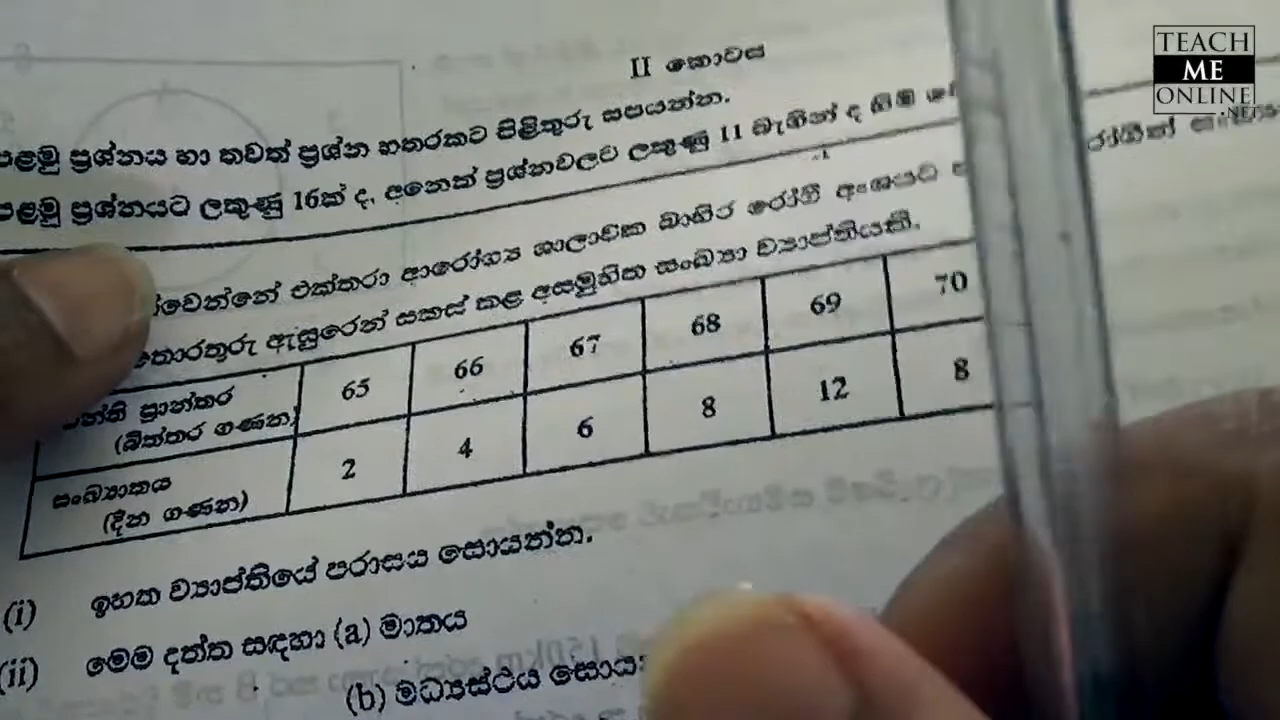 TEACH
ME
ONLINE
.NETS
II කොටස
පළමු ප්‍රශ්නය හා තවත් ප්‍රශ්න හතරකට පිළිතුරු සපයන්න.
පළමු ප්‍රශ්නයට ලකුණු 16ක් ද, අනෙක් ප්‍රශ්නවලට ලකුණු 11 බැගින් ද හිමි
එක්තරා ආරෝග්‍ය ශාලාවක බාහිර රෝගී අංශයට රෝගීන්
තොරතුරු ඇසුරෙන් සකස් කළ අසමූහිත සංඛ්‍යා ව්‍යාප්තියකි.
ප්‍රාන්තර 65 66 67 68 69 70
(බිත්තර ගණන)
සංඛ්‍යාතය 2 4 6 8 12 8
(දින ගණන)
(i) ඉහත ව්‍යාප්තියේ පරාසය සොයන්න.
(ii) මෙම දත්ත සඳහා (a) මාතය
(b) මධ්‍යස්ථය